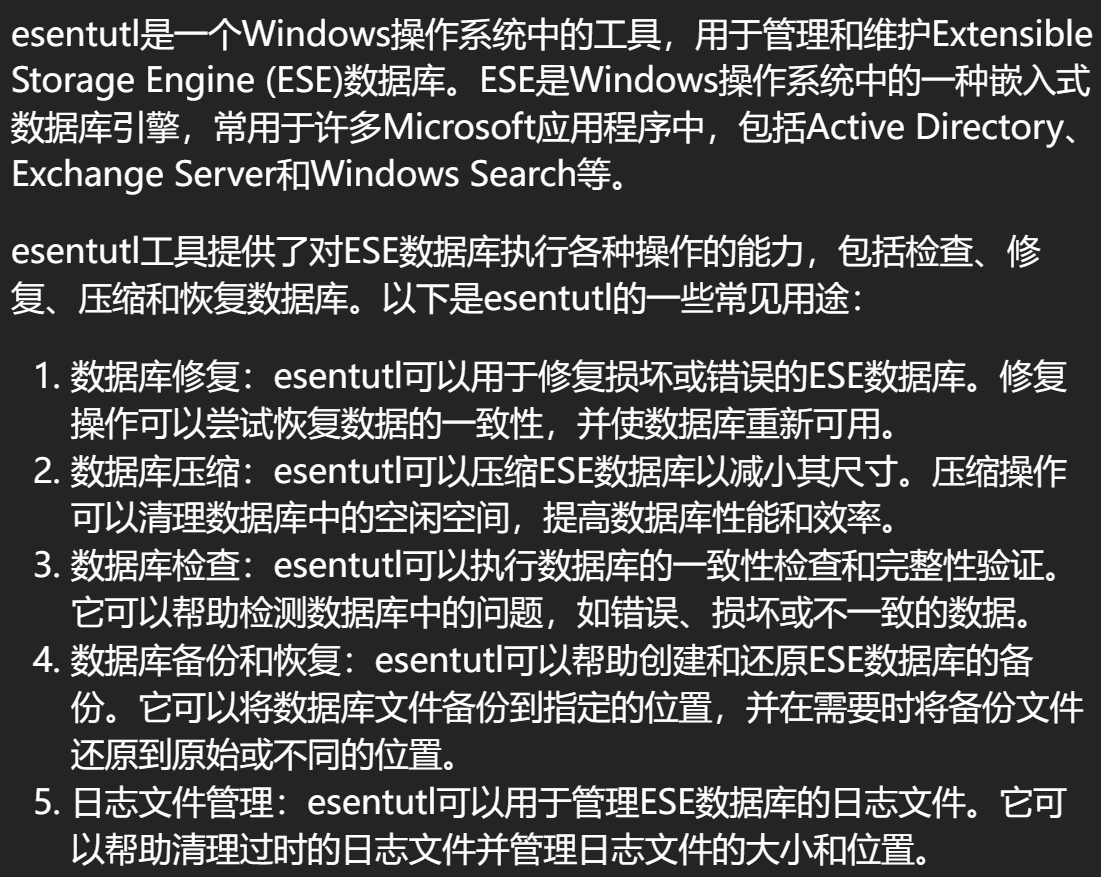 esentutl是一个Windows操作系统中的工具，用于管理和维护Extensible
Storage Engine (ESE)数据库。ESE是Windows操作系统中的一种嵌入式
数据库引擎，常用于许多Microsoft应用程序中，包括Active Directory、
Exchange Server和Windows Search等。
esentutl工具提供了对ESE数据库执行各种操作的能力，包括检查、修
复、压缩和恢复数据库。以下是esentutl的一些常见用途：
1. 数据库修复：esentutl可以用于修复损坏或错误的ESE数据库。修复
操作可以尝试恢复数据的一致性，并使数据库重新可用。
2. 数据库压缩：esentutl可以压缩ESE数据库以减小其尺寸。压缩操作
可以清理数据库中的空闲空间，提高数据库性能和效率。
3. 数据库检查：esentutl可以执行数据库的一致性检查和完整性验证。
它可以帮助检测数据库中的问题，如错误、损坏或不一致的数据。
4. 数据库备份和恢复：esentutl可以帮助创建和还原ESE数据库的备
份。它可以将数据库文件备份到指定的位置，并在需要时将备份文件
还原到原始或不同的位置。
5. 日志文件管理：esentutl可以用于管理ESE数据库的日志文件。它可
以帮助清理过时的日志文件并管理日志文件的大小和位置。